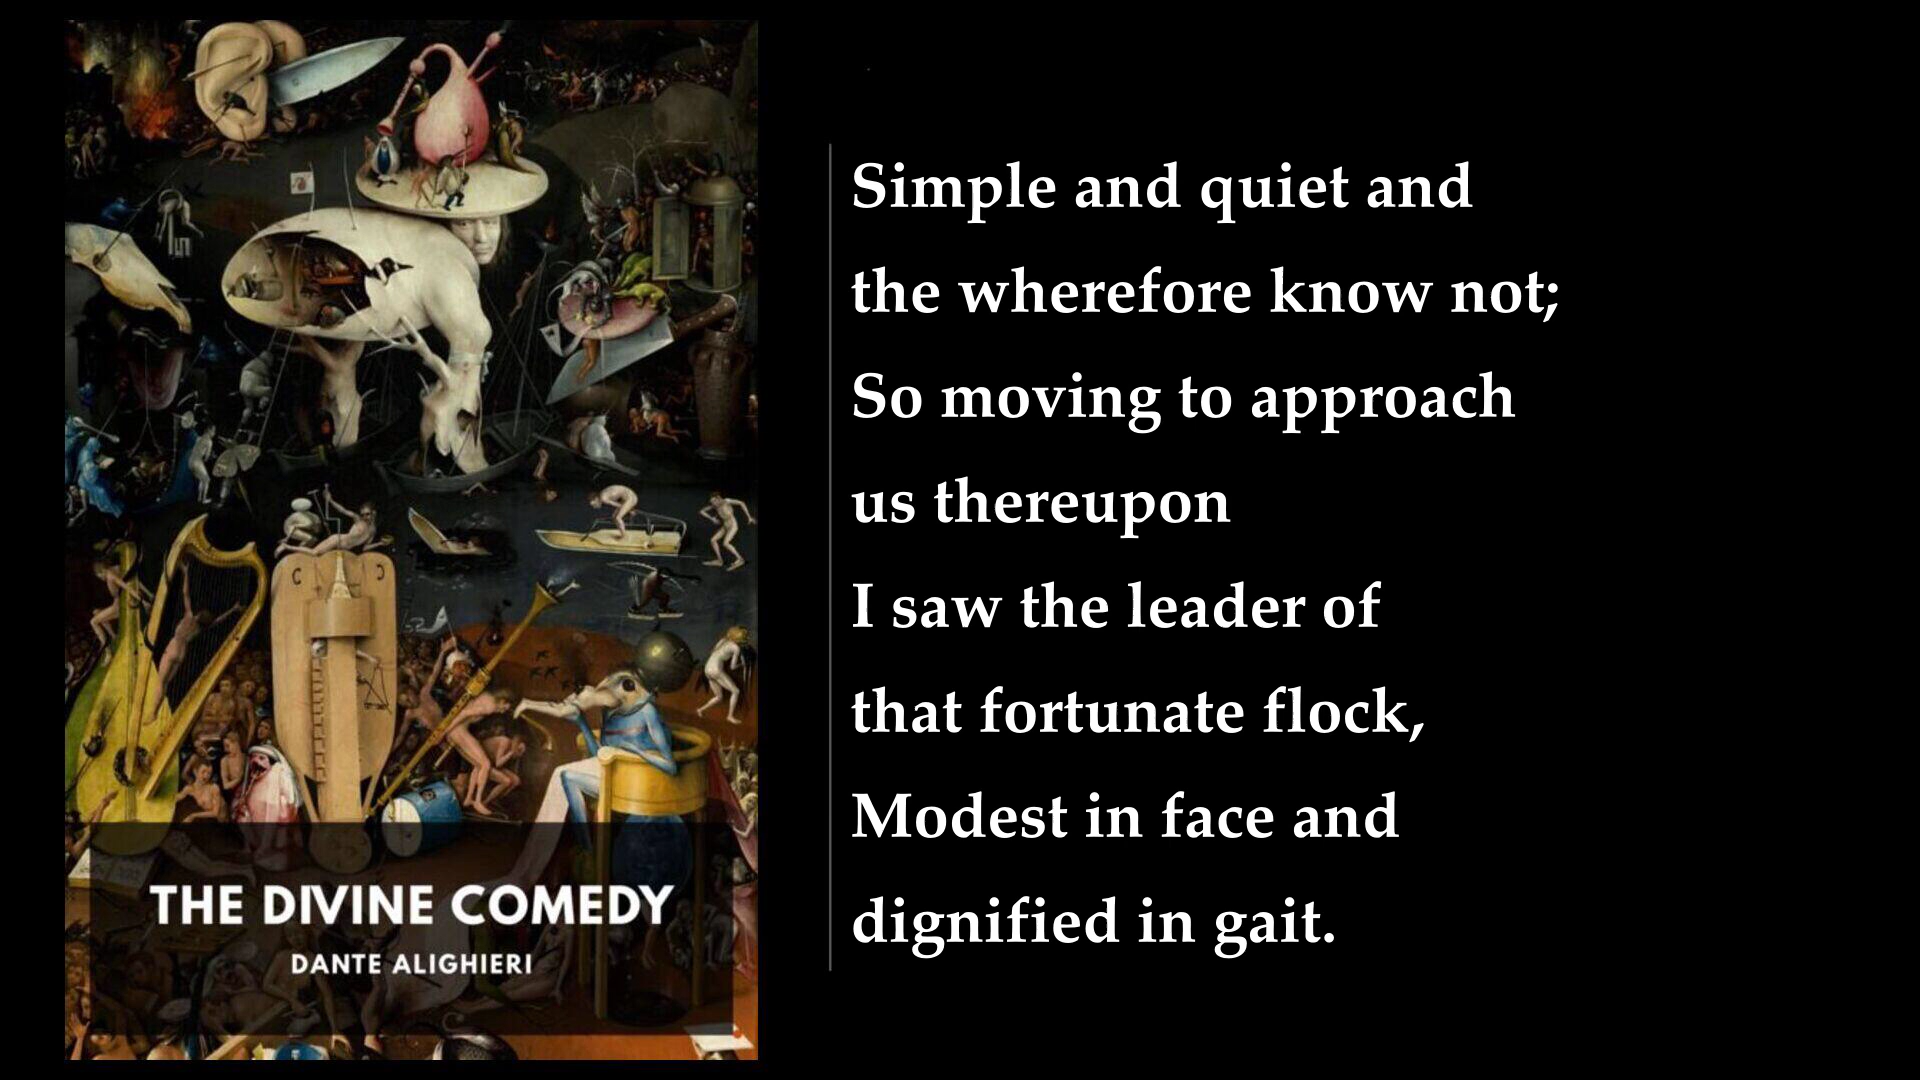 THE DIVINE COMEDY
DANTE ALIGHIERI
Simple and quiet and
the wherefore know not;
So moving to approach
us thereupon
I saw the leader of
that fortunate flock,
Modest in face and
dignified in gait.